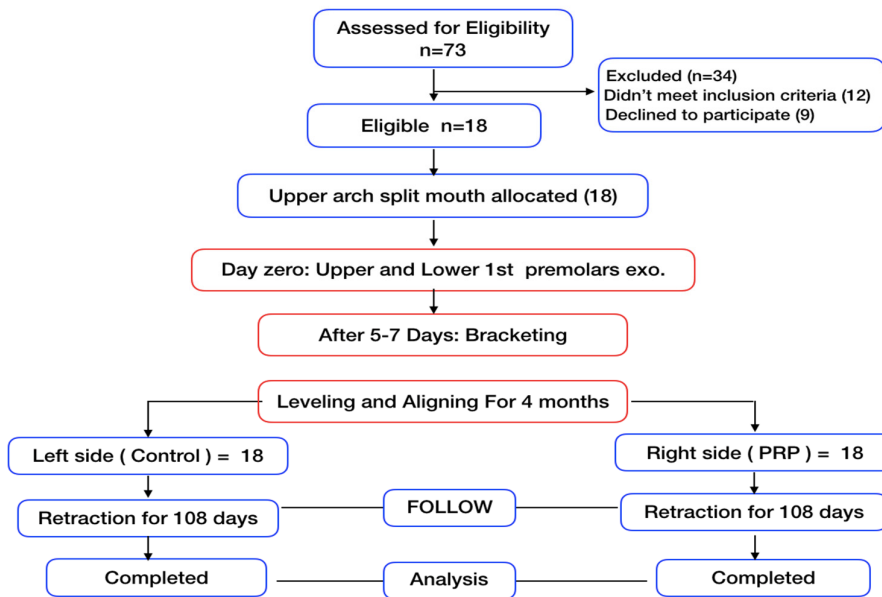 Assessed for Eligibility
n=73
Excluded (n=34)
Didn't meet inclusion criteria (12)
Declined to participate (9)
Eligible n=18
Upper arch split mouth allocated (18)
Day zero: Upper and Lower 1st premolars exo.
After 5-7 Days: Bracketing
Leveling and Aligning For 4 months
Left side ( Control ) = 18
Right side ( PRP ) = 18
Retraction for 108 days
FOLLOW
Retraction for 108 days
Completed
Analysis
Completed